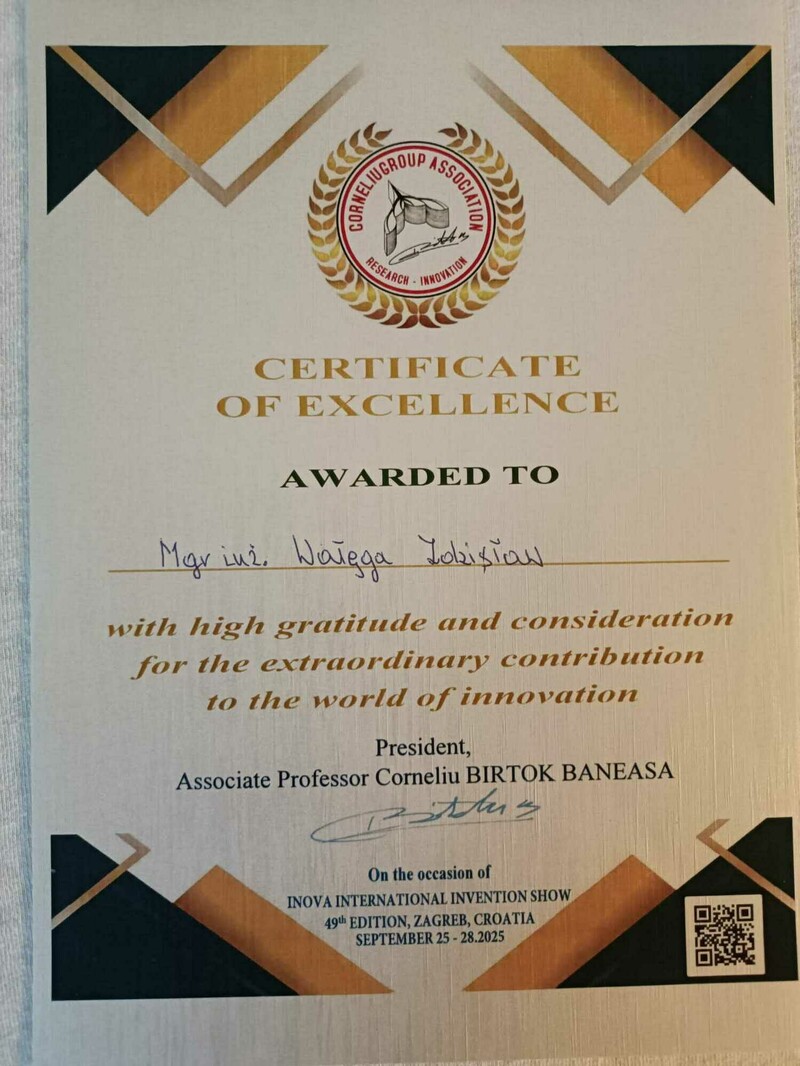 CORNELIUGROUP ASSOCIATION
RESEARCH - INNOVATION
CERTIFICATE
OF EXCELLENCE
AWARDED TO
Mgr inż. Wałęga
with high gratitude and consideration
for the extraordinary contribution
to the world of innovation
President,
Associate Professor Corneliu BIRTOK BANEASA
On the occasion of
INOVA INTERNATIONAL INVENTION SHOW
49th EDITION, ZAGREB, CROATIA
SEPTEMBER 25 - 28.2025